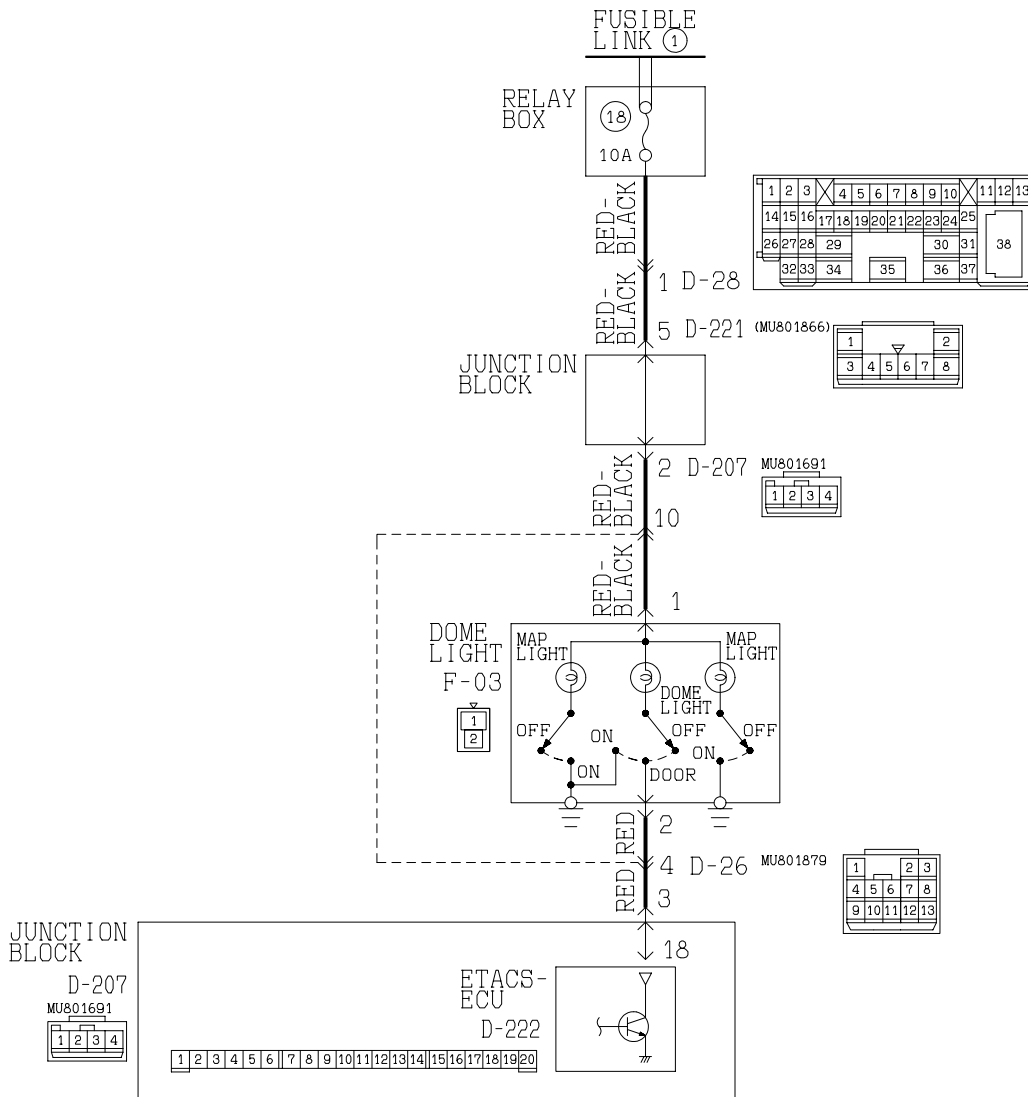 FUSIBLE
LINK 1
RELAY
BOX
18
10A
RED-
BLACK
1 2 3 4 5 6 7 8 9 10 11 12 13
14 15 16 17 18 19 20 21 22 23 24 25
26 27 28 29 30 31 38
32 33 34 35 36 37
1 D-28
RED-
BLACK
5 D-221 (MU801866)
1 2
3 4 5 6 7 8
JUNCTION
BLOCK
2 D-207 MU801691
1 2 3 4
RED-
BLACK
10
RED-
BLACK
1
DOME
LIGHT
F-03
1
2
MAP
LIGHT
DOME
LIGHT
MAP
LIGHT
OFF
ON
ON
OFF
DOOR
ON
OFF
2
RED
4 D-26 MU801879
1 2 3
4 5 6 7 8
9 10 11 12 13
RED
3
JUNCTION
BLOCK
D-207
MU801691
1 2 3 4
18
ETACS-
ECU
D-222
1 2 3 4 5 6 7 8 9 10 11 12 13 14 15 16 17 18 19 20